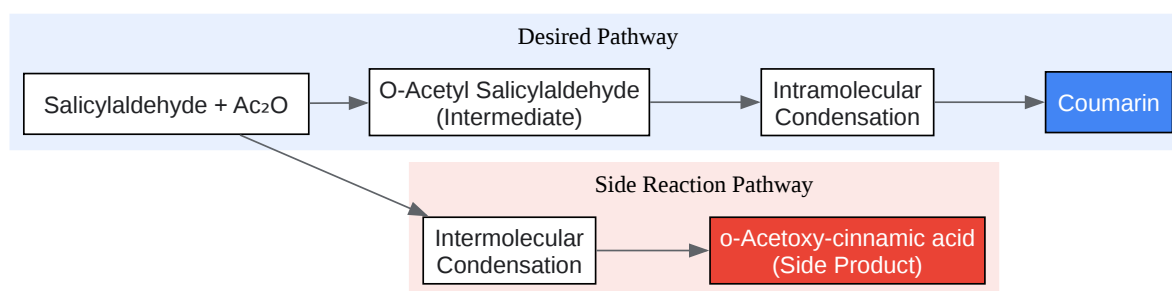 Desired Pathway
Salicylaldehyde + Ac₂O
O-Acetyl Salicylaldehyde
(Intermediate)
Intramolecular
Condensation
Coumarin
Side Reaction Pathway
Intermolecular
Condensation
o-Acetoxy-cinnamic acid
(Side Product)